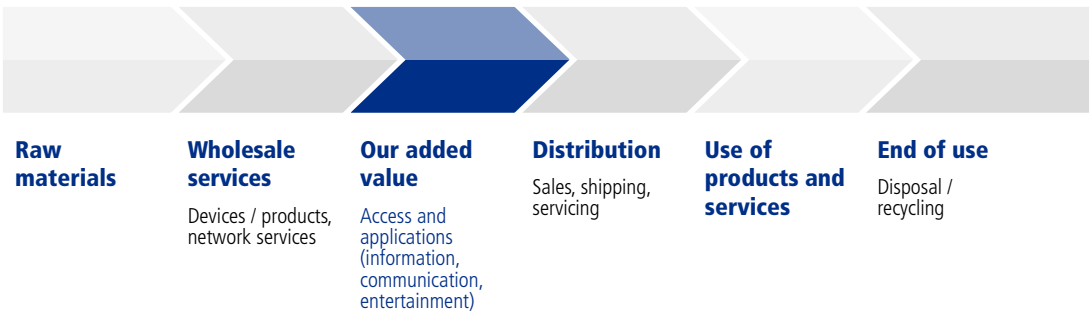 Raw
materials
Wholesale
services
Devices / products,
network services
Our added
value
Access and
applications
(information,
communication,
entertainment)
Distribution
Sales, shipping,
servicing
Use of
products and
services
End of use
Disposal /
recycling